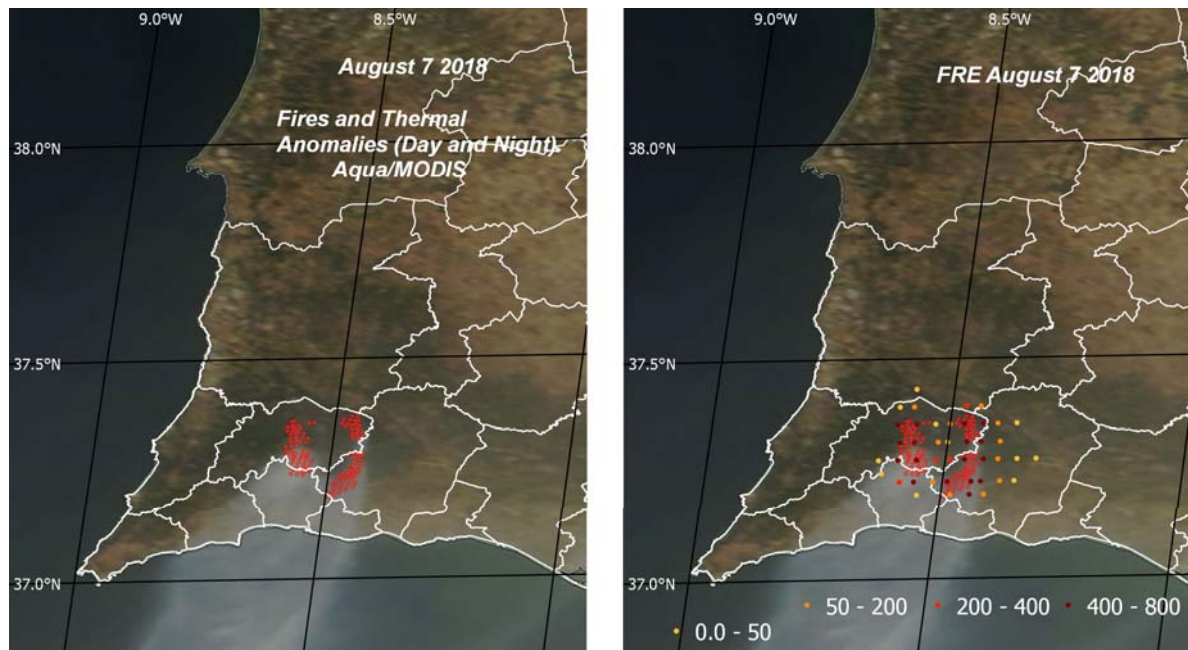 9.0°W
8.5°W
August 7 2018
Fires and Thermal
Anomalies (Day and Night)
Aqua/MODIS
38.0°N
37.5°N
37.0°N
9.0°W
8.5°W
FRE August 7 2018
38.0°N
37.5°N
37.0°N
50 - 200
200 - 400
400 - 800
0.0 - 50